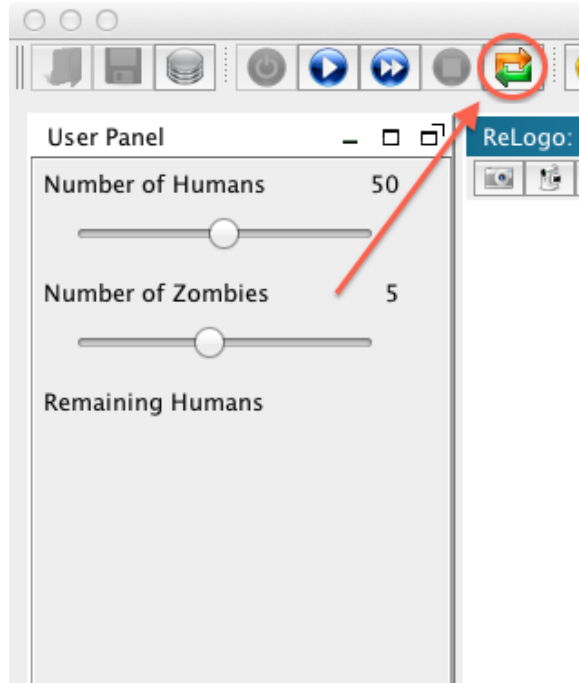 User Panel
ReLogo:
Number of Humans 50
Number of Zombies 5
Remaining Humans